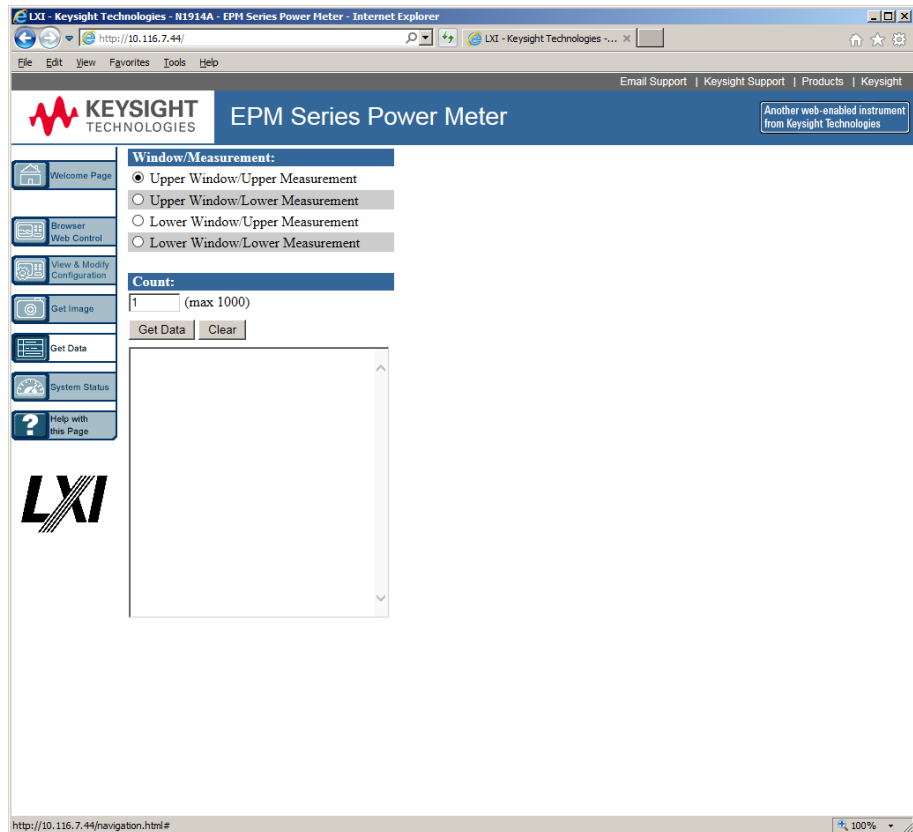 LXI - Keysight Technologies - N1914A - EPM Series Power Meter - Internet Explorer
http://10.116.7.44/
LXI - Keysight Technologies -...
File Edit View Favorites Tools Help
Email Support | Keysight Support | Products | Keysight
KEYSIGHT
TECHNOLOGIES
EPM Series Power Meter
Another web-enabled instrument
from Keysight Technologies
Welcome Page
Browser
Web Control
View & Modify
Configuration
Get Image
Get Data
System Status
Help with
this Page
LXI
Window/Measurement:
Upper Window/Upper Measurement
Upper Window/Lower Measurement
Lower Window/Upper Measurement
Lower Window/Lower Measurement
Count:
1 (max 1000)
Get Data Clear
http://10.116.7.44/navigation.html#
100%